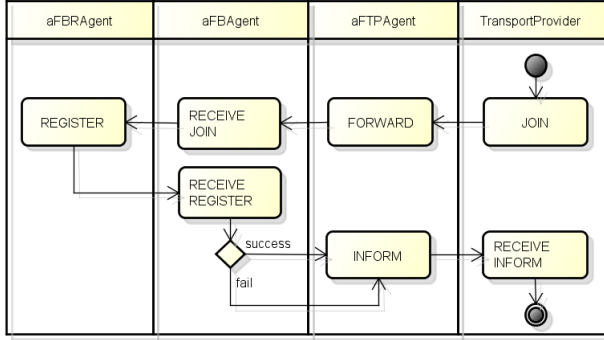 aFBRAgent
aFBAgent
aFTPAgent
TransportProvider
REGISTER
RECEIVE
JOIN
FORWARD
JOIN
RECEIVE
REGISTER
success
fail
INFORM
RECEIVE
INFORM